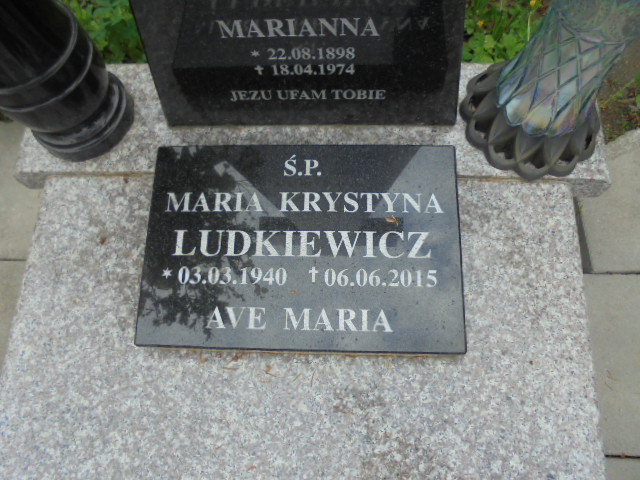 MARIANNA
* 22.08.1898
† 18.04.1974
JEZU UFAM TOBIE
Ś.P.
MARIA KRYSTYNA
LUDKIEWICZ
* 03.03.1940 † 06.06.2015
AVE MARIA